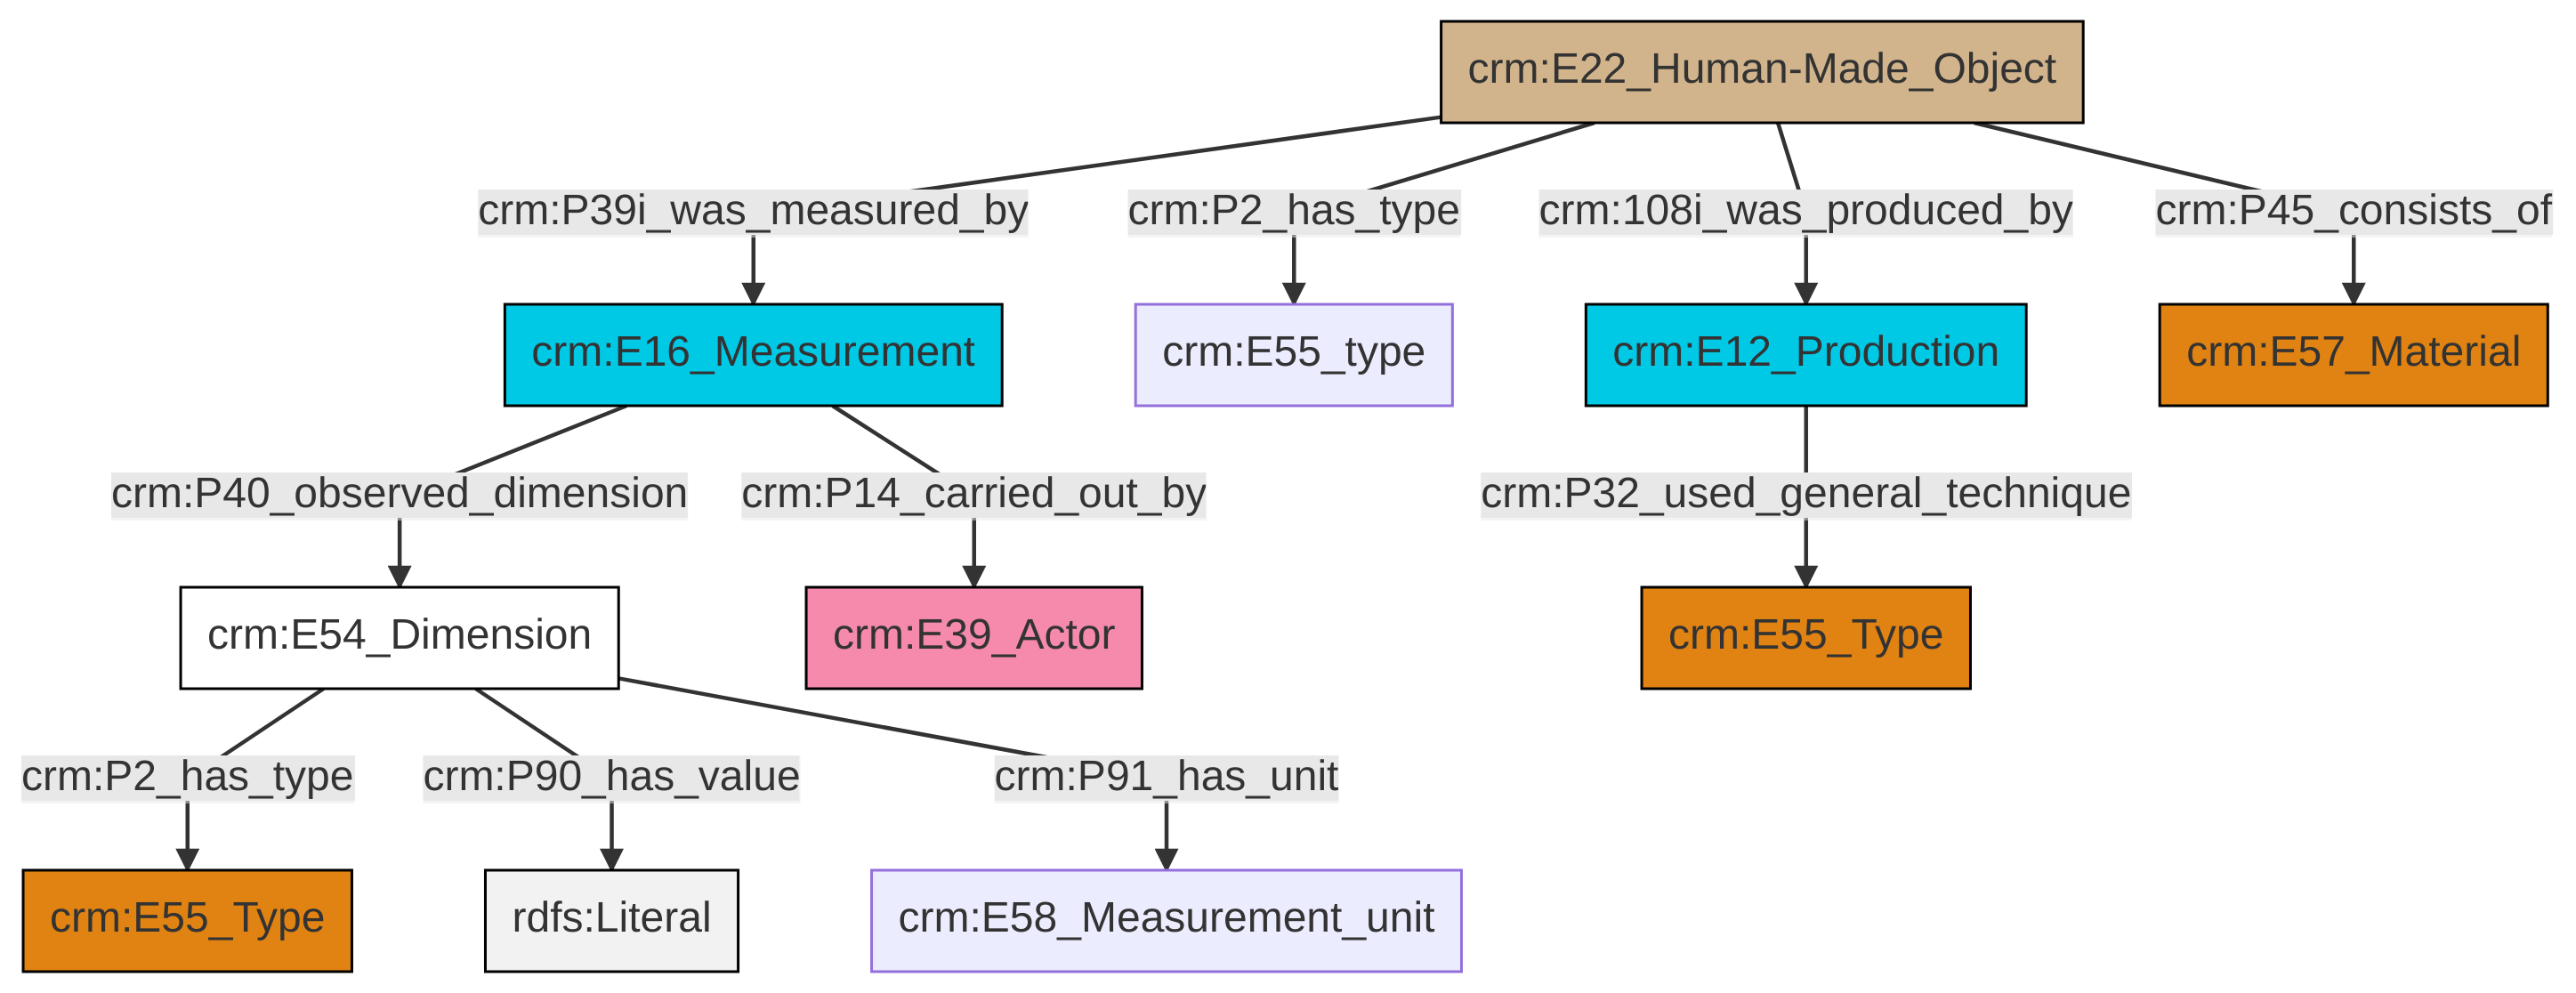 crm:E22_Human-Made_Object
crm:P39i_was_measured_by
crm:P2_has_type
crm:108i_was_produced_by
crm:P45_consists_of
crm:E16_Measurement
crm:E55_type
crm:E12_Production
crm:E57_Material
crm:P40_observed_dimension
crm:P14_carried_out_by
crm:P32_used_general_technique
crm:E54_Dimension
crm:E39_Actor
crm:E55_Type
crm:P2_has_type
crm:P90_has_value
crm:P91_has_unit
crm:E55_Type
rdfs:Literal
crm:E58_Measurement_unit